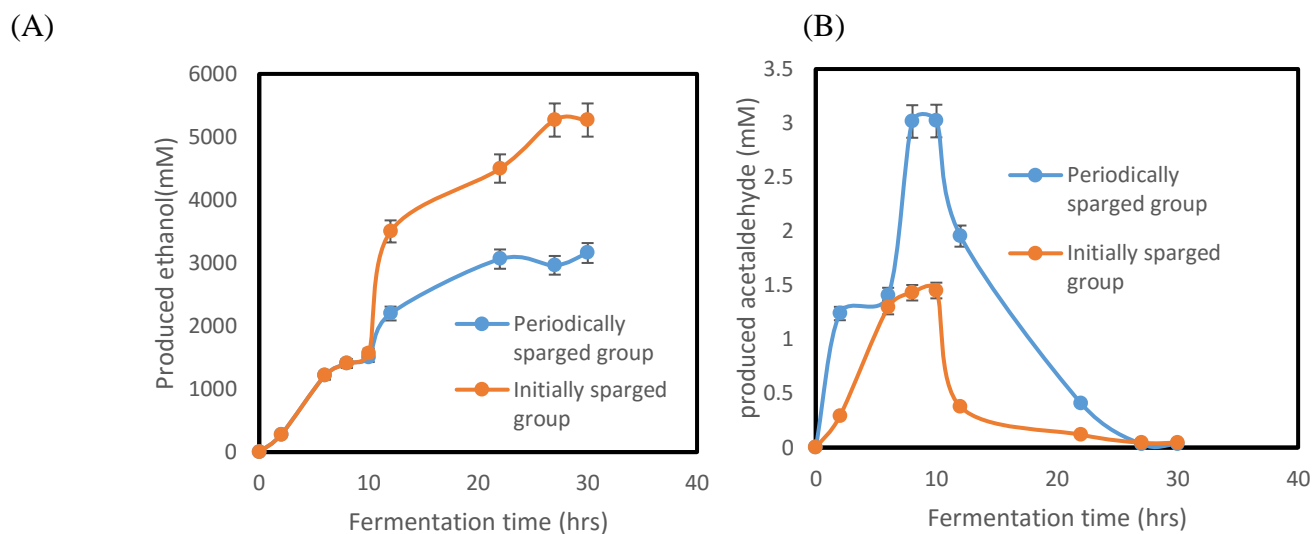 (A)
(B)
Produced ethanol(mM)
6000
5000
4000
3000
2000
1000
0
0 10 20 30 40
Fermentation time (hrs)
Periodically
sparged group
Initially sparged
group
produced acetaldehyde (mM)
3.5
3
2.5
2
1.5
1
0.5
0
0 10 20 30 40
Fermentation time (hrs)
Periodically
sparged group
Initially sparged
group